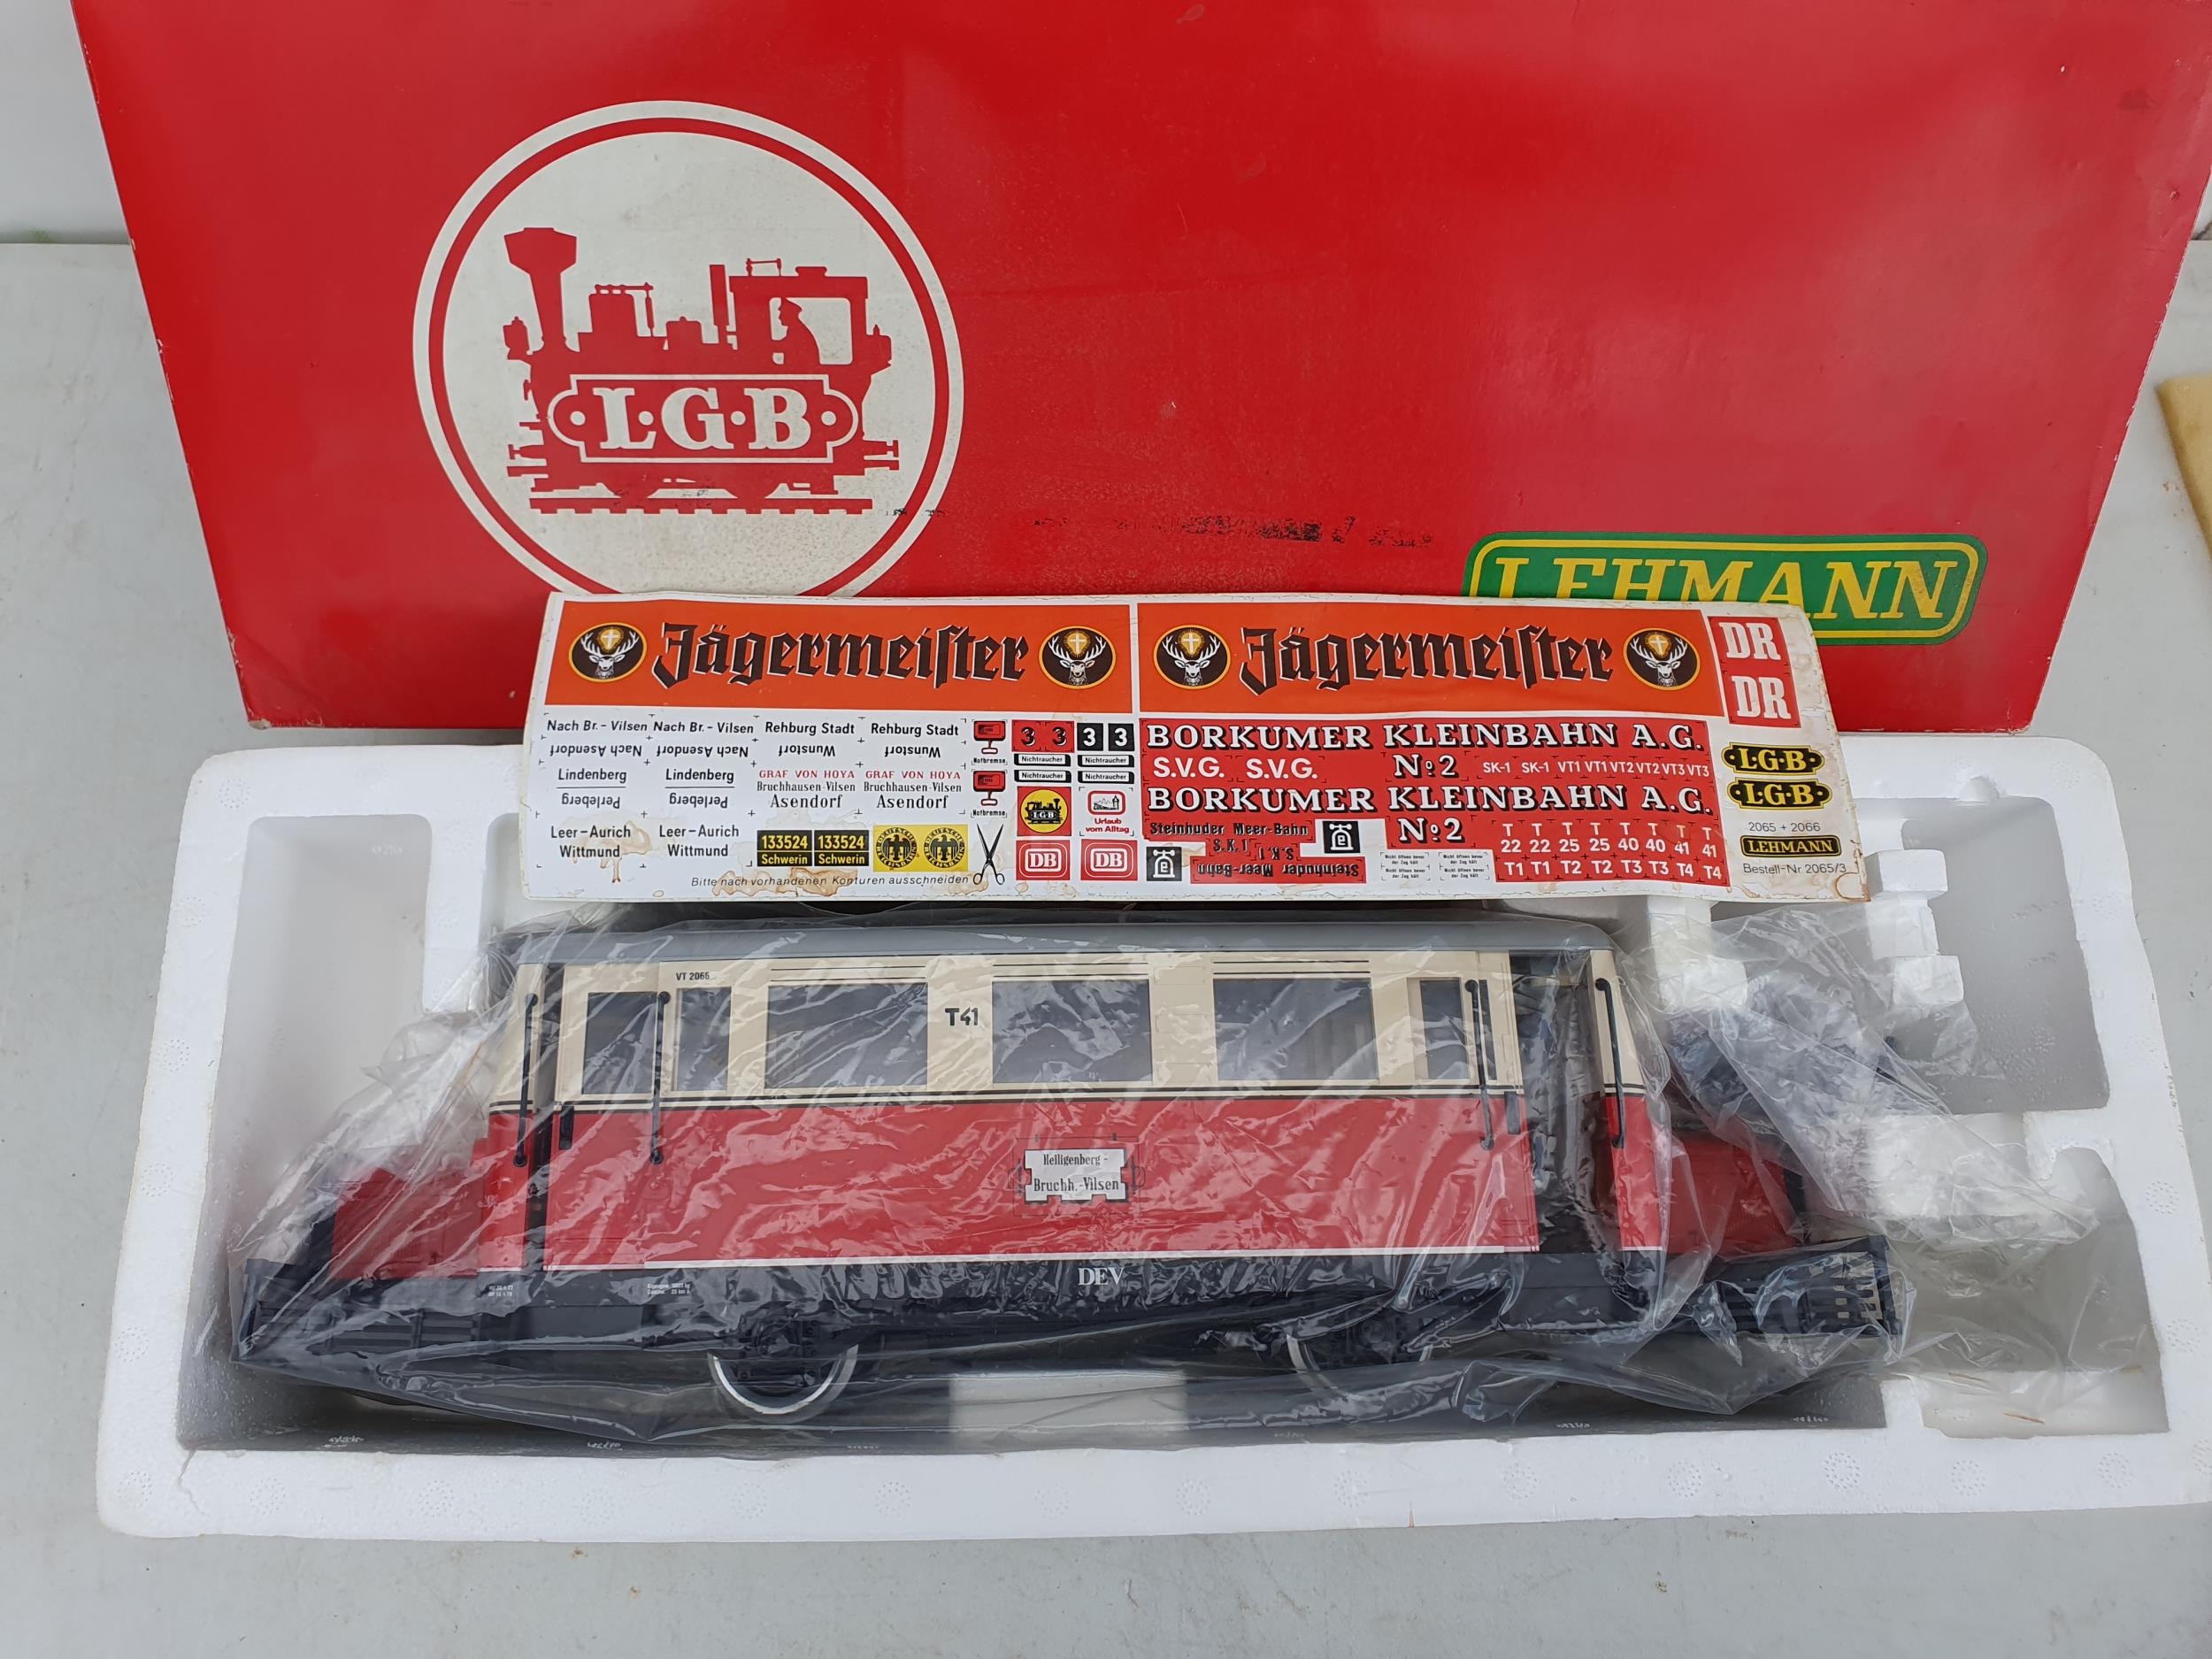 L·G·B
LEHMANN
Jägermeiſter Jägermeiſter DR
DR
Nach Br. - Vilsen Nach Br. - Vilsen Rehburg Stadt Rehburg Stadt
Nach Asendorf Nach Asendorf Wunstorf Wunstorf
Notbremse
3 3 3 3
Nichtraucher Nichtraucher
Nichtraucher Nichtraucher
BORKUMER KLEINBAHN A.G.
S.V.G. S.V.G. Nº2 SK-1 SK-1 VT1 VT1 VT2 VT2 VT3 VT3
L·G·B
Lindenberg Lindenberg GRAF VON HOYA GRAF VON HOYA
Perleberg Perleberg Bruchhausen-Vilsen Bruchhausen-Vilsen
Asendorf Asendorf
Notbremse
LGB
Urlaub
vom Alltag
BORKUMER KLEINBAHN A.G.
L·G·B
Leer-Aurich Leer-Aurich
Wittmund Wittmund
133524 133524
Schwerin Schwerin
DB DB
Steinhuder Meer-Bahn
S.K.1
S.K.1
Steinhuder Meer-Bahn
Nº2
T T T T T T T T
22 22 25 25 40 40 41 41
T1 T1 T2 T2 T3 T3 T4 T4
2065 + 2066
LEHMANN
Bestell-Nr 2065/3
Bitte nach vorhandenen Konturen ausschneiden
VT 2066
T41
Heiligenberg -
Bruchh.-Vilsen
DEV